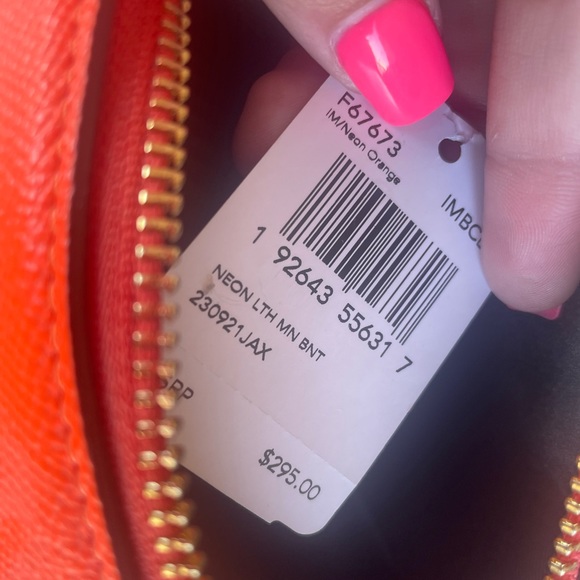 F67673
IM/Neon Orange
1 92643 55631 7
NEON LTH MN BNT
230921JAX
$295.00